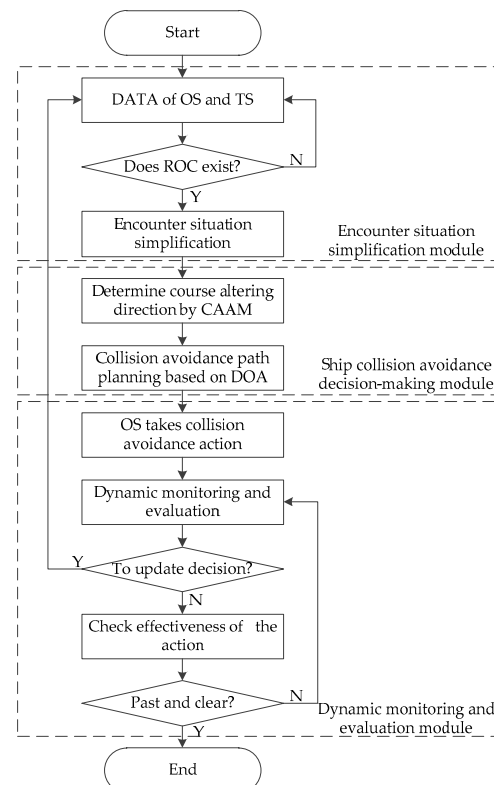 Start
DATA of OS and TS
Does ROC exist?
N
Y
Encounter situation
simplification
Encounter situation
simplification module
Determine course altering
direction by CAAM
Collision avoidance path
planning based on DOA
Ship collision avoidance
decision-making module
OS takes collision
avoidance action
Dynamic monitoring and
evaluation
Y
To update decision?
N
Check effectiveness of the
action
Past and clear?
N
Dynamic monitoring and
evaluation module
Y
End